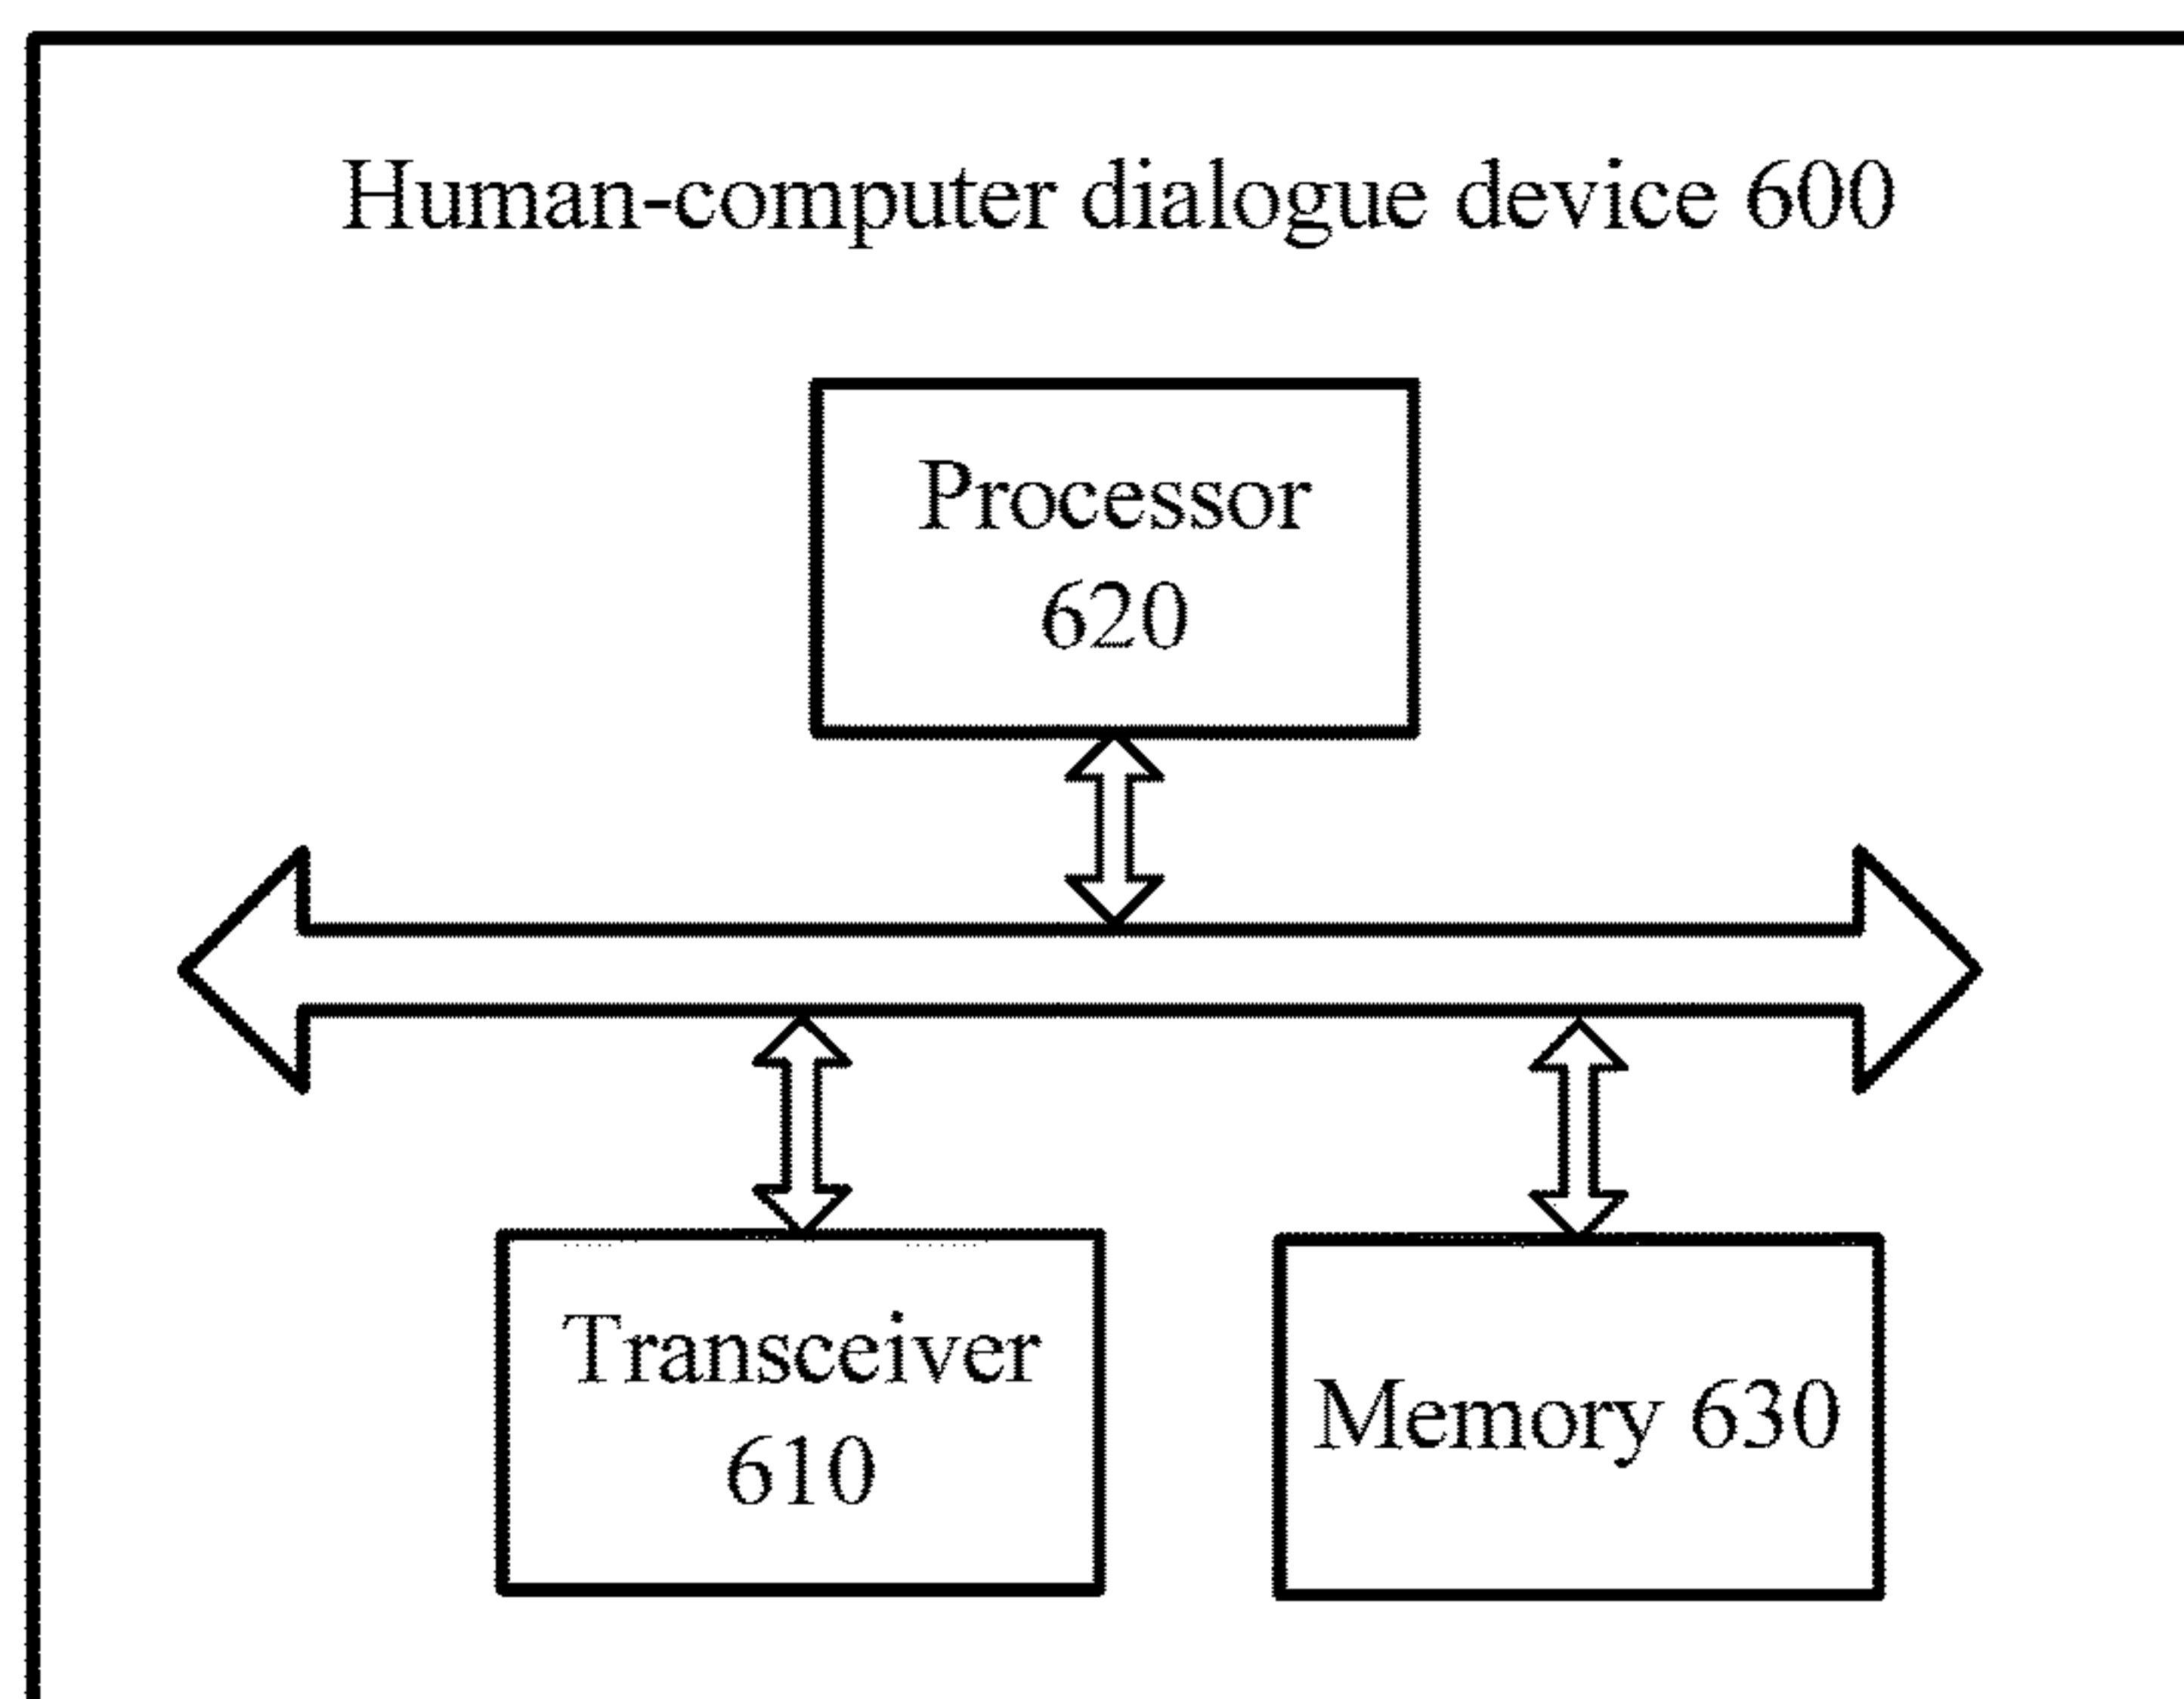 Human-computer dialogue device 600
Processor
620
Transceiver
610
Memory 630